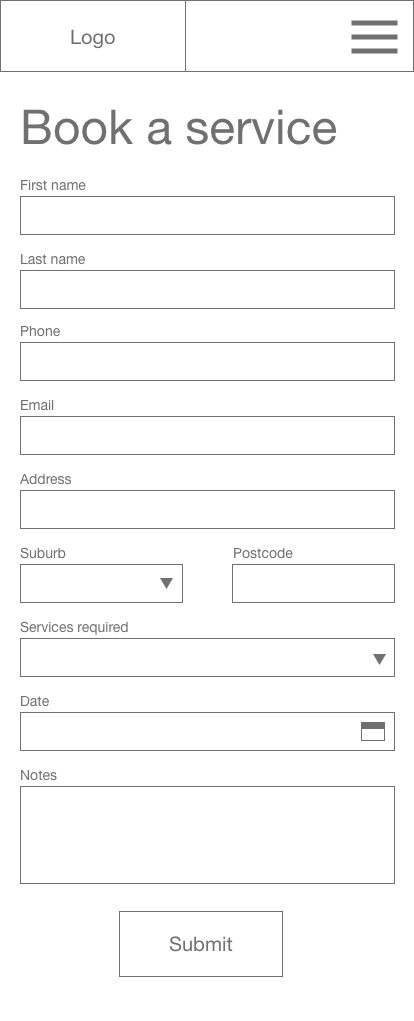 Logo
Book a service
First name
Last name
Phone
Email
Address
Suburb Postcode
Services required
Date
Notes
Submit